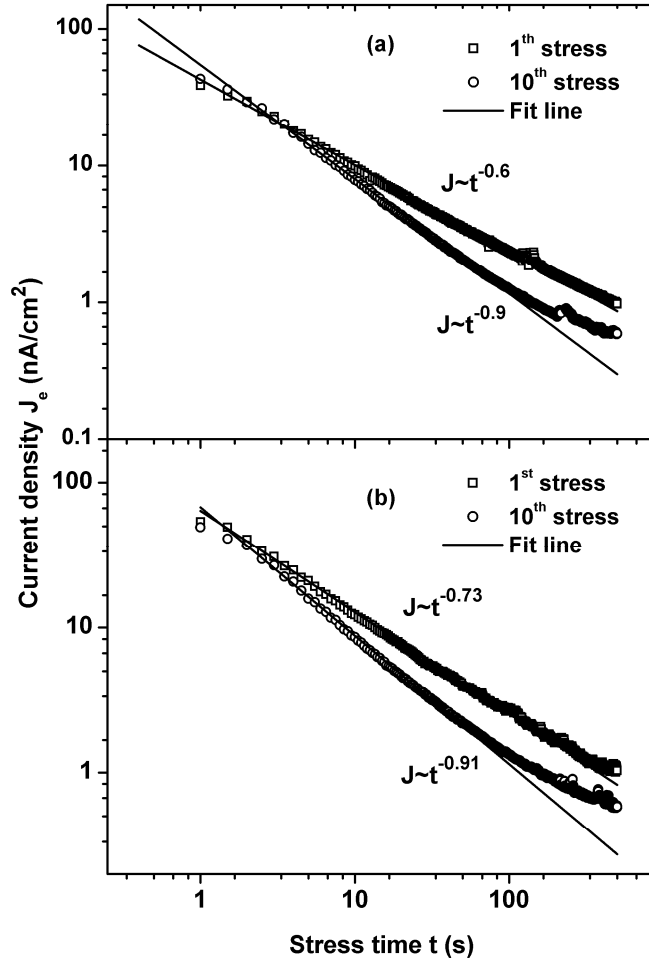 Current density Jₑ (nA/cm²)
100
10
1
0.1
(a)
1ᵗʰ stress
10ᵗʰ stress
Fit line
J~t⁻⁰·⁶
J~t⁻⁰·⁹
100
10
1
(b)
1ˢᵗ stress
10ᵗʰ stress
Fit line
J~t⁻⁰·⁷³
J~t⁻⁰·⁹¹
1
10
100
Stress time t (s)